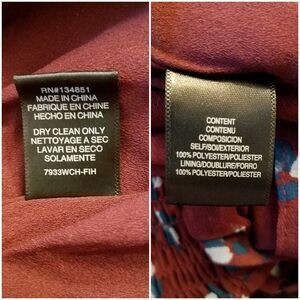 RN#134851
MADE IN CHINA
FABRIQUE EN CHINE
HECHO EN CHINA
DRY CLEAN ONLY
NETTOYAGE A SEC
LAVAR EN SECO
SOLAMENTE
7933WCH-FIH
CONTENT
CONTENU
COMPOSICION
SELF/SOI/EXTERIOR
100% POLYESTER/POLIESTER
LINING/DOUBLURE/FORRO
100% POLYESTER/POLIESTER